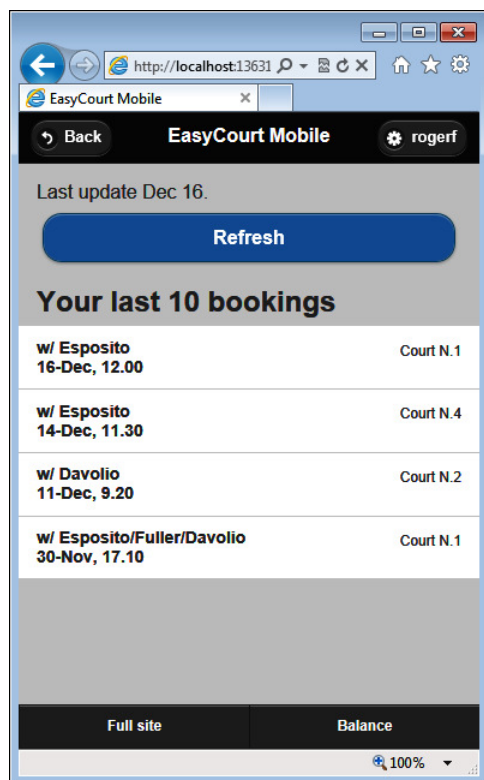 http://localhost:13631
EasyCourt Mobile
Back
EasyCourt Mobile
rogerf
Last update Dec 16.
Refresh
Your last 10 bookings
w/ Esposito
Court N.1
16-Dec, 12.00
w/ Esposito
Court N.4
14-Dec, 11.30
w/ Davolio
Court N.2
11-Dec, 9.20
w/ Esposito/Fuller/Davolio
Court N.1
30-Nov, 17.10
Full site
Balance
100%